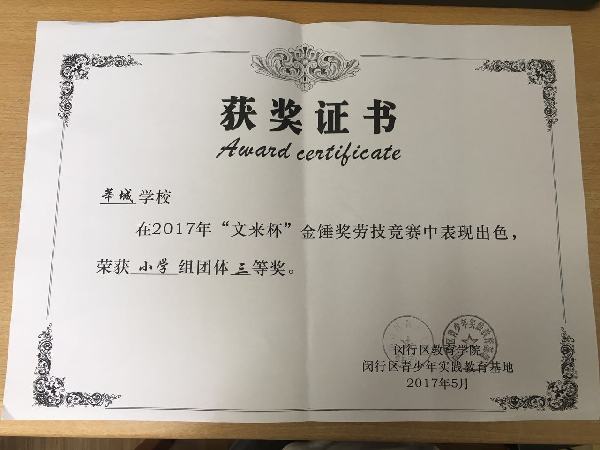 获奖证书
Award certificate
莘城学校
在2017年“文来杯”金锤奖劳技竞赛中表现出色，
荣获 小学 组团体 三 等奖。
闵行区教育学院
闵行区青少年实践教育基地
2017年5月